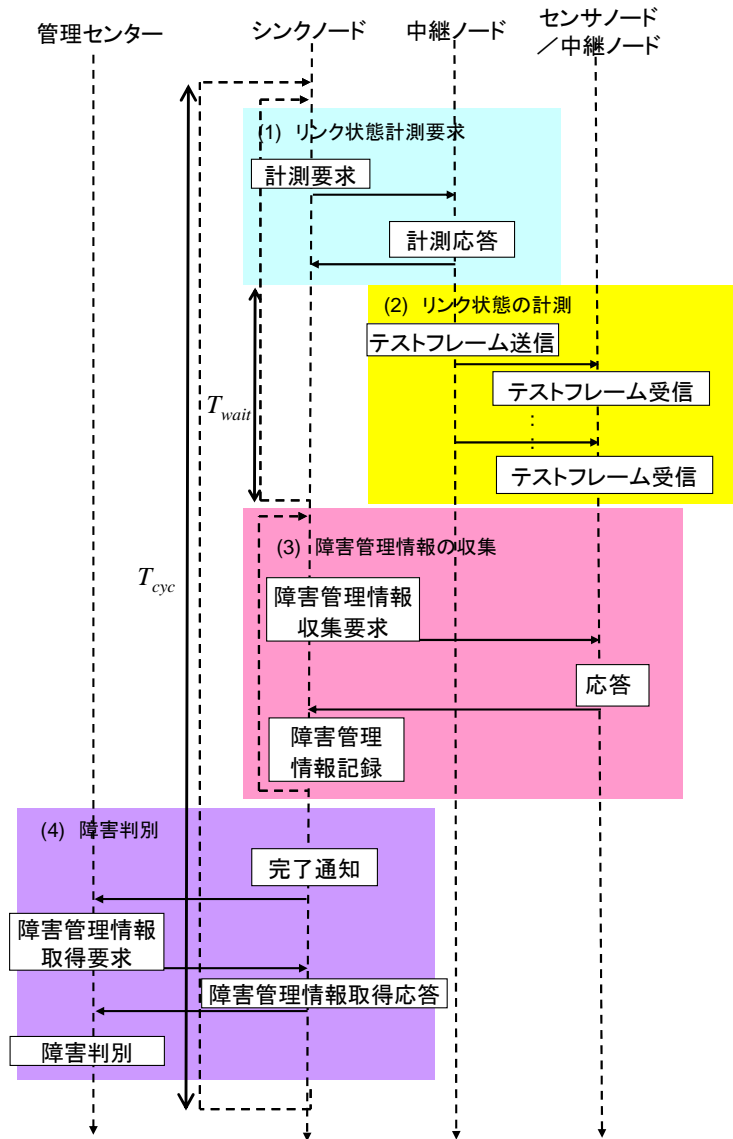 管理センター
シンクノード
中継ノード
センサノード
／中継ノード
(1) リンク状態計測要求
計測要求
計測応答
(2) リンク状態の計測
テストフレーム送信
テストフレーム受信
:
:
テストフレーム受信
Twait
Tcyc
(3) 障害管理情報の収集
障害管理情報
収集要求
応答
障害管理
情報記録
(4) 障害判別
完了通知
障害管理情報
取得要求
障害管理情報取得応答
障害判別